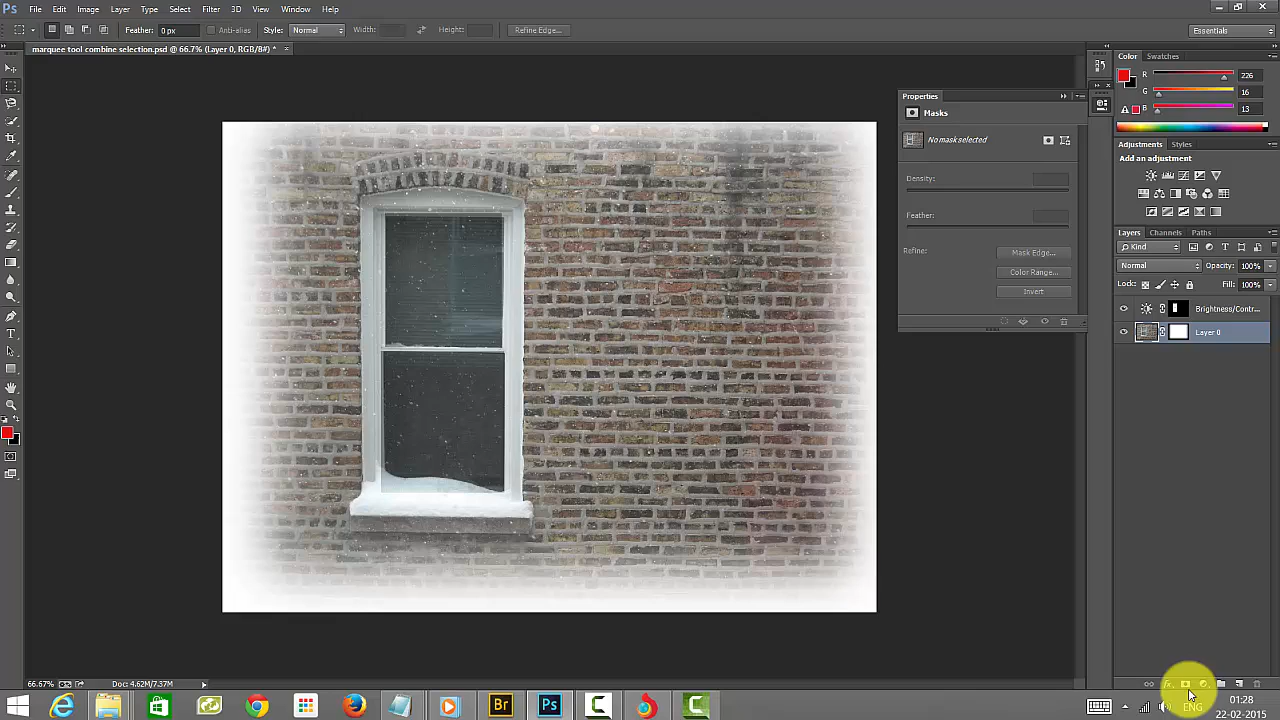 Ps File Edit Image Layer Type Select Filter 3D View Window Help
Feather: 0 px Anti-alias Style: Normal Width: Height: Refine Edge... Essentials
marquee tool combine selection.psd @ 66.7% (Layer 0, RGB/8#) * ×
Color Swatches
R 226
G 16
B 13
Properties
Masks
No mask selected
Density:
Feather:
Refine: Mask Edge...
Color Range...
Invert
Adjustments Styles
Add an adjustment
Layers Channels Paths
Kind
Normal Opacity: 100%
Lock: Fill: 100%
Brightness/Contr...
Layer 0
66.67% Doc: 4.62M/7.37M
Br Ps ENG 01:28
22-02-2015